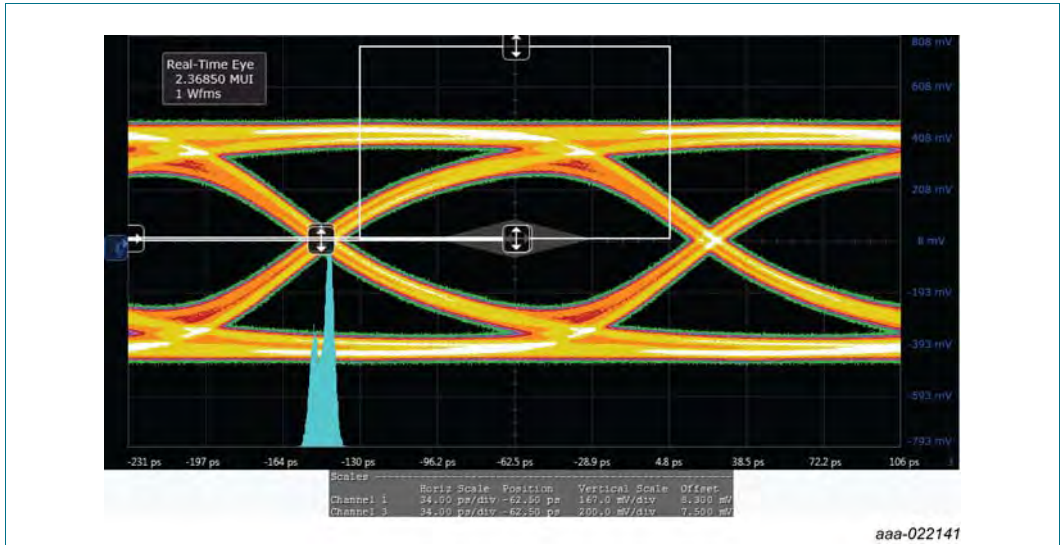 Real-Time Eye
2.36850 MUI
1 Wfms
808 mV
608 mV
408 mV
208 mV
8 mV
-193 mV
-393 mV
-593 mV
-793 mV
-231 ps -197 ps -164 ps -130 ps -96.2 ps -62.5 ps -28.9 ps 4.8 ps 38.5 ps 72.2 ps 106 ps
Scales
Horiz Scale Position Vertical Scale Offset
Channel 1 34.00 ps/div -62.50 ps 167.0 mV/div 8.300 mV
Channel 3 34.00 ps/div -62.50 ps 200.0 mV/div 7.500 mV
aaa-022141